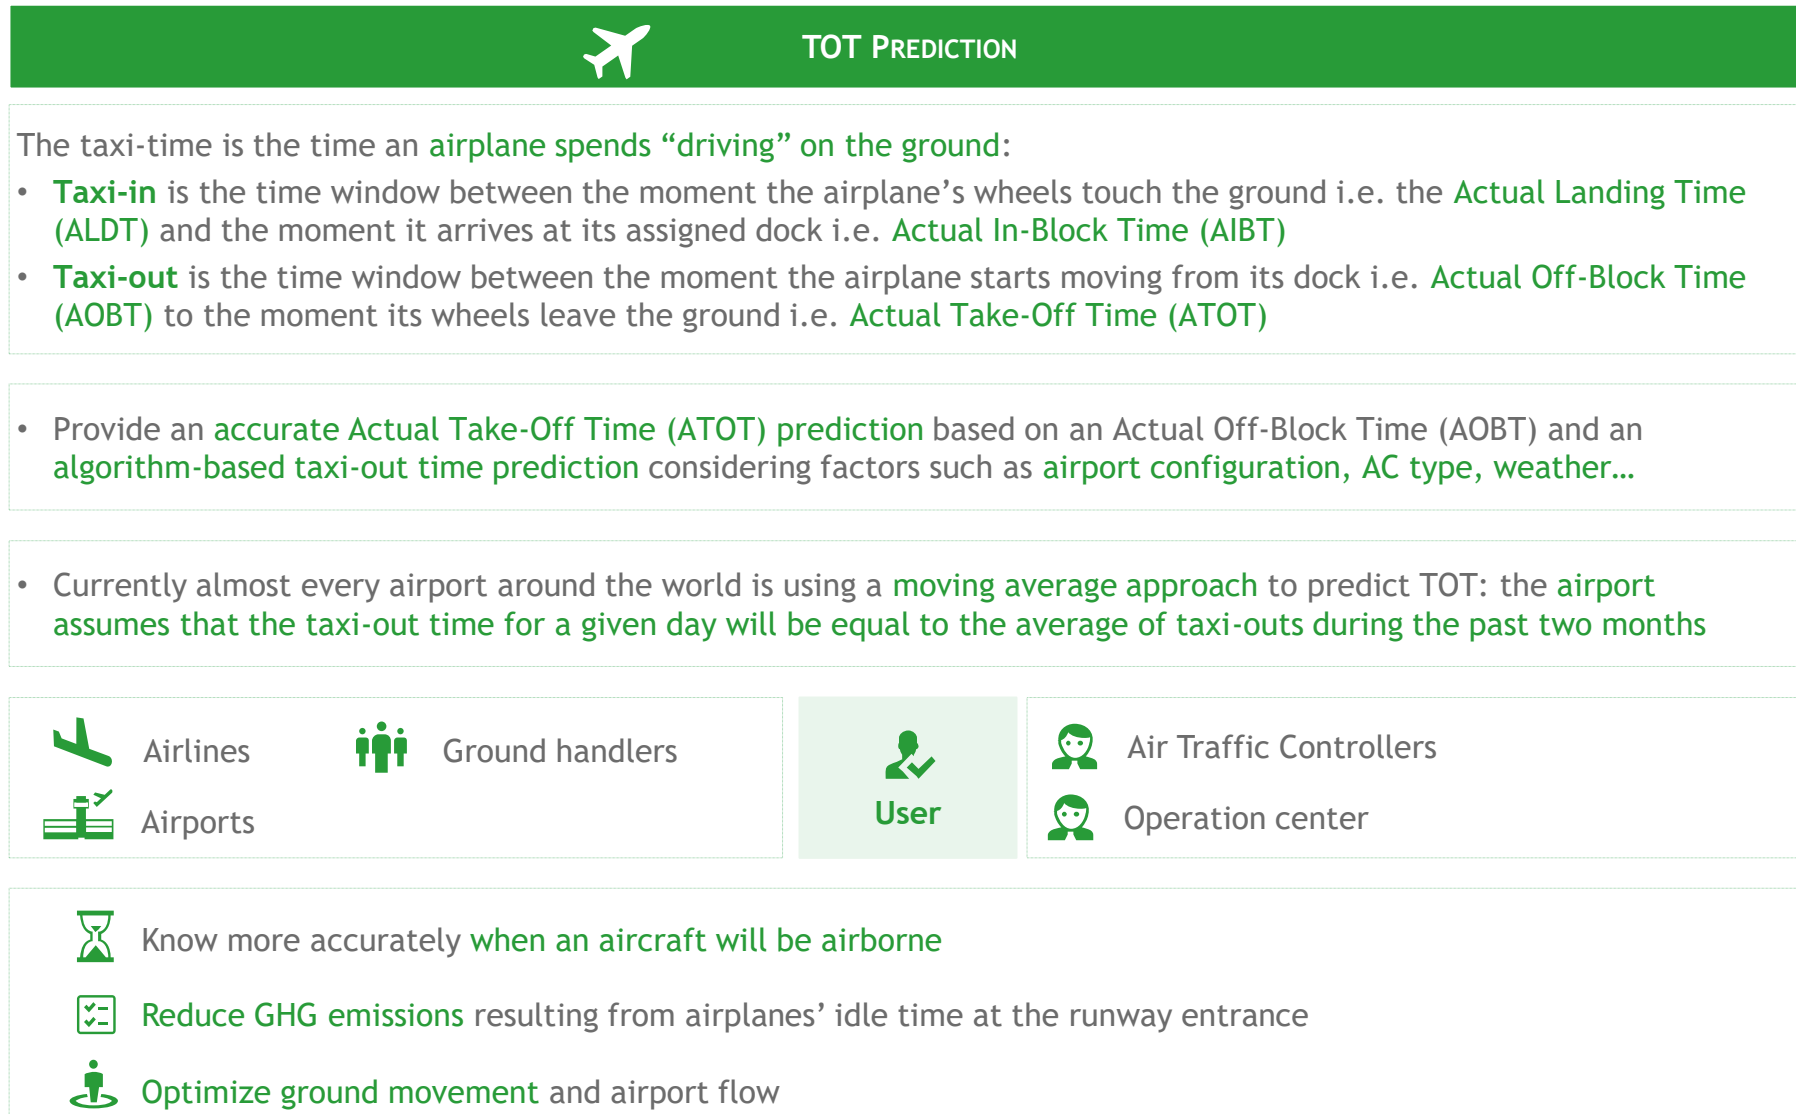 TOT PREDICTION
The taxi-time is the time an airplane spends “driving” on the ground:
• Taxi-in is the time window between the moment the airplane’s wheels touch the ground i.e. the Actual Landing Time
(ALDT) and the moment it arrives at its assigned dock i.e. Actual In-Block Time (AIBT)
• Taxi-out is the time window between the moment the airplane starts moving from its dock i.e. Actual Off-Block Time
(AOBT) to the moment its wheels leave the ground i.e. Actual Take-Off Time (ATOT)
• Provide an accurate Actual Take-Off Time (ATOT) prediction based on an Actual Off-Block Time (AOBT) and an
algorithm-based taxi-out time prediction considering factors such as airport configuration, AC type, weather…
• Currently almost every airport around the world is using a moving average approach to predict TOT: the airport
assumes that the taxi-out time for a given day will be equal to the average of taxi-outs during the past two months
Airlines
Ground handlers
Airports
User
Air Traffic Controllers
Operation center
Know more accurately when an aircraft will be airborne
Reduce GHG emissions resulting from airplanes’ idle time at the runway entrance
Optimize ground movement and airport flow